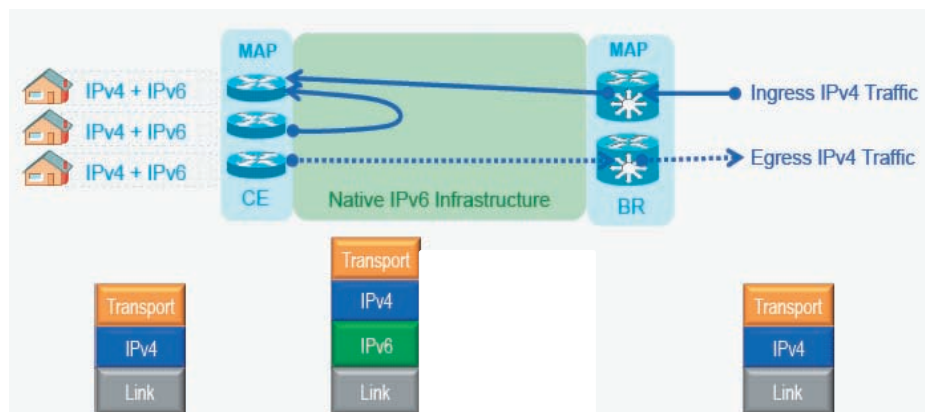 MAP
MAP
IPv4 + IPv6
Ingress IPv4 Traffic
IPv4 + IPv6
IPv4 + IPv6
Egress IPv4 Traffic
CE
Native IPv6 Infrastructure
BR
Transport
IPv4
Link
Transport
IPv4
IPv6
Link
Transport
IPv4
Link